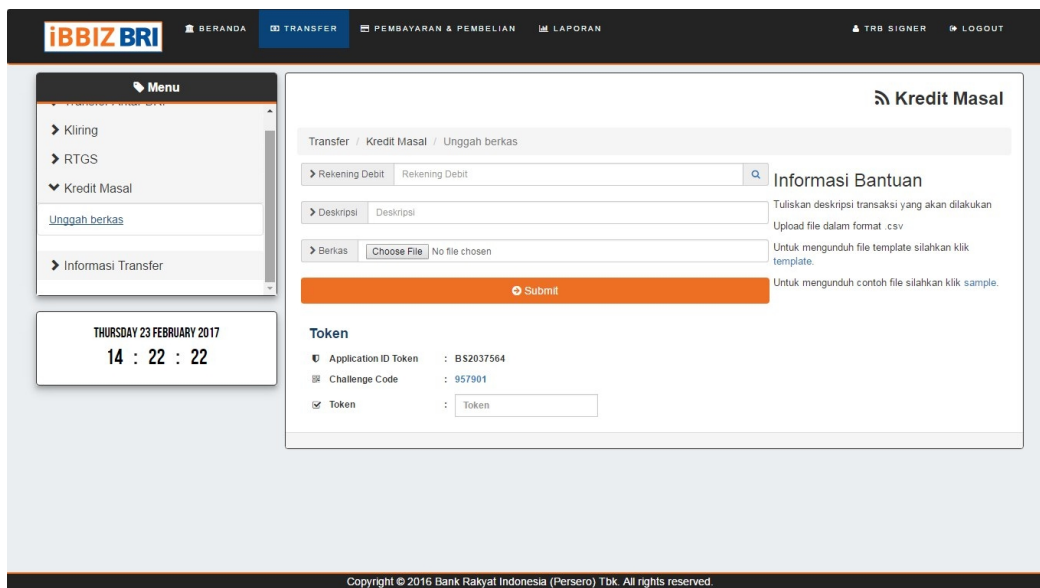 iBBIZ BRI
BERANDA
TRANSFER
PEMBAYARAN & PEMBELIAN
LAPORAN
TRB SIGNER
LOGOUT
Menu
Kliring
RTGS
Kredit Masal
Unggah berkas
Informasi Transfer
THURSDAY 23 FEBRUARY 2017
14 : 22 : 22
Kredit Masal
Transfer / Kredit Masal / Unggah berkas
Rekening Debit Rekening Debit
Deskripsi Deskripsi
Berkas Choose File No file chosen
Submit
Informasi Bantuan
Tuliskan deskripsi transaksi yang akan dilakukan
Upload file dalam format .csv
Untuk mengunduh file template silahkan klik
template.
Untuk mengunduh contoh file silahkan klik sample.
Token
Application ID Token : BS2037564
Challenge Code : 957901
Token : Token
Copyright © 2016 Bank Rakyat Indonesia (Persero) Tbk. All rights reserved.